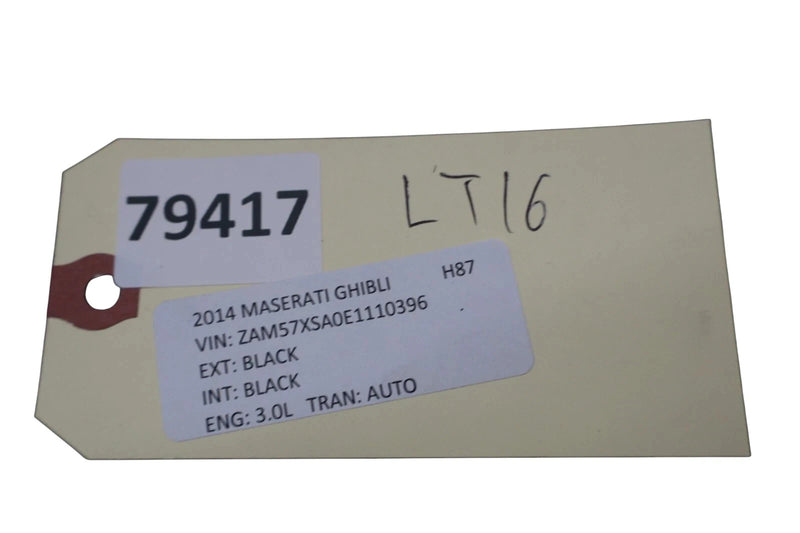 79417
LT16
2014 MASERATI GHIBLI H87
VIN: ZAM57XSA0E1110396
EXT: BLACK
INT: BLACK
ENG: 3.0L TRAN: AUTO